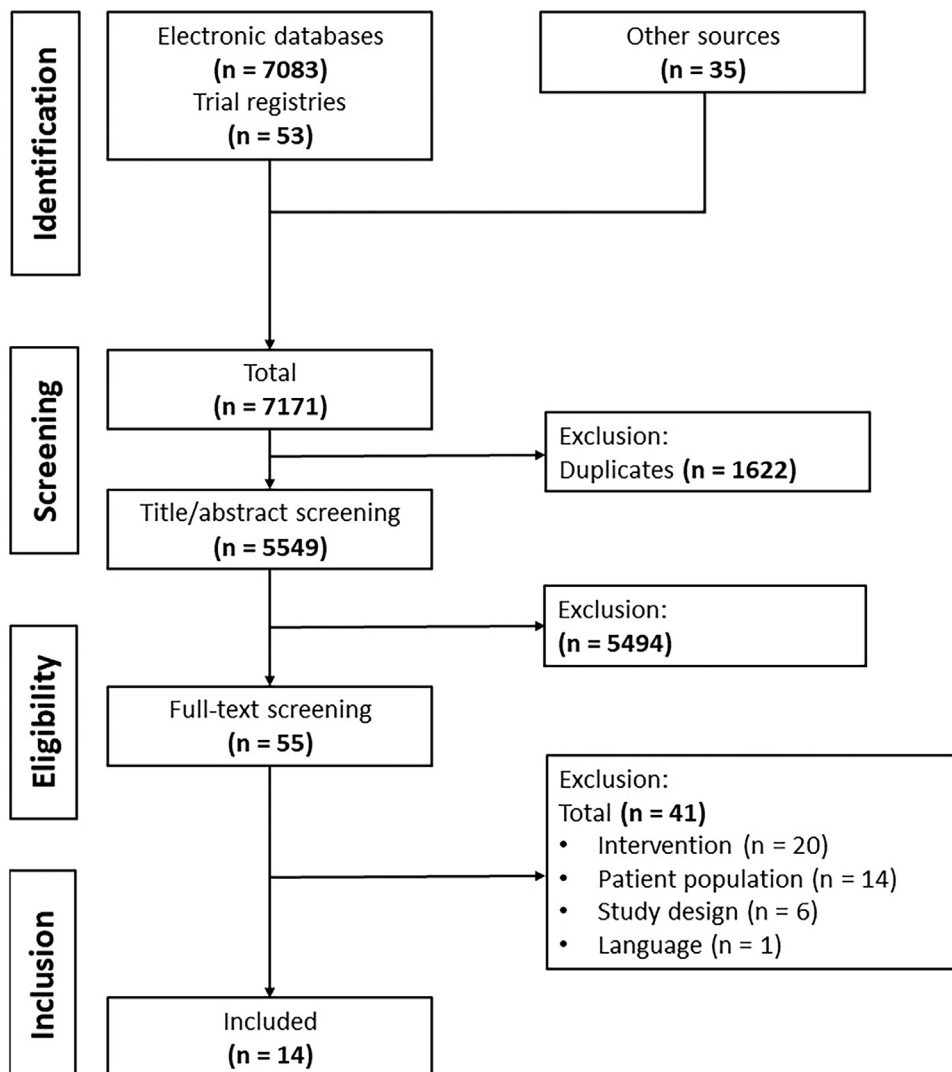 Identification
Electronic databases
(n = 7083)
Trial registries
(n = 53)
Other sources
(n = 35)
Screening
Total
(n = 7171)
Exclusion:
Duplicates (n = 1622)
Title/abstract screening
(n = 5549)
Exclusion:
(n = 5494)
Eligibility
Full-text screening
(n = 55)
Exclusion:
Total (n = 41)
• Intervention (n = 20)
• Patient population (n = 14)
• Study design (n = 6)
• Language (n = 1)
Inclusion
Included
(n = 14)